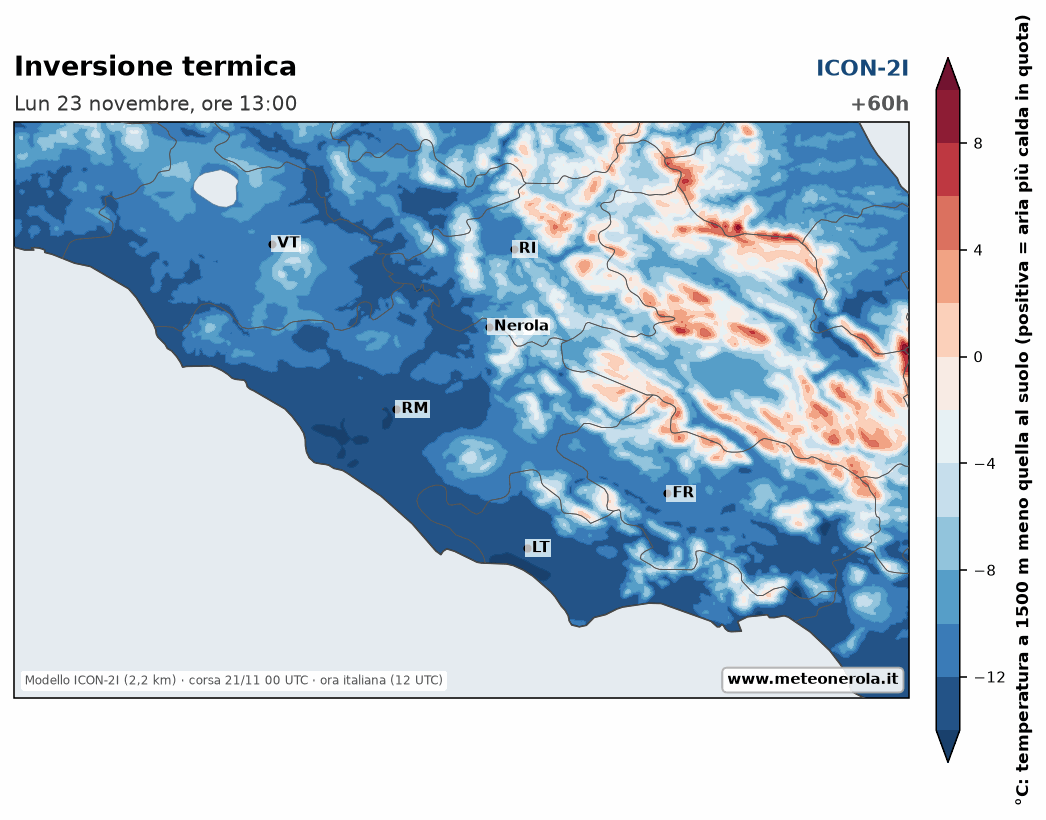 Inversione termica
ICON-2I
Lun 23 novembre, ore 13:00
+60h
VT
RI
Nerola
RM
FR
LT
8
4
0
−4
−8
−12
°C: temperatura a 1500 m meno quella al suolo (positiva = aria più calda in quota)
Modello ICON-2I (2,2 km) · corsa 21/11 00 UTC · ora italiana (12 UTC)
www.meteonerola.it